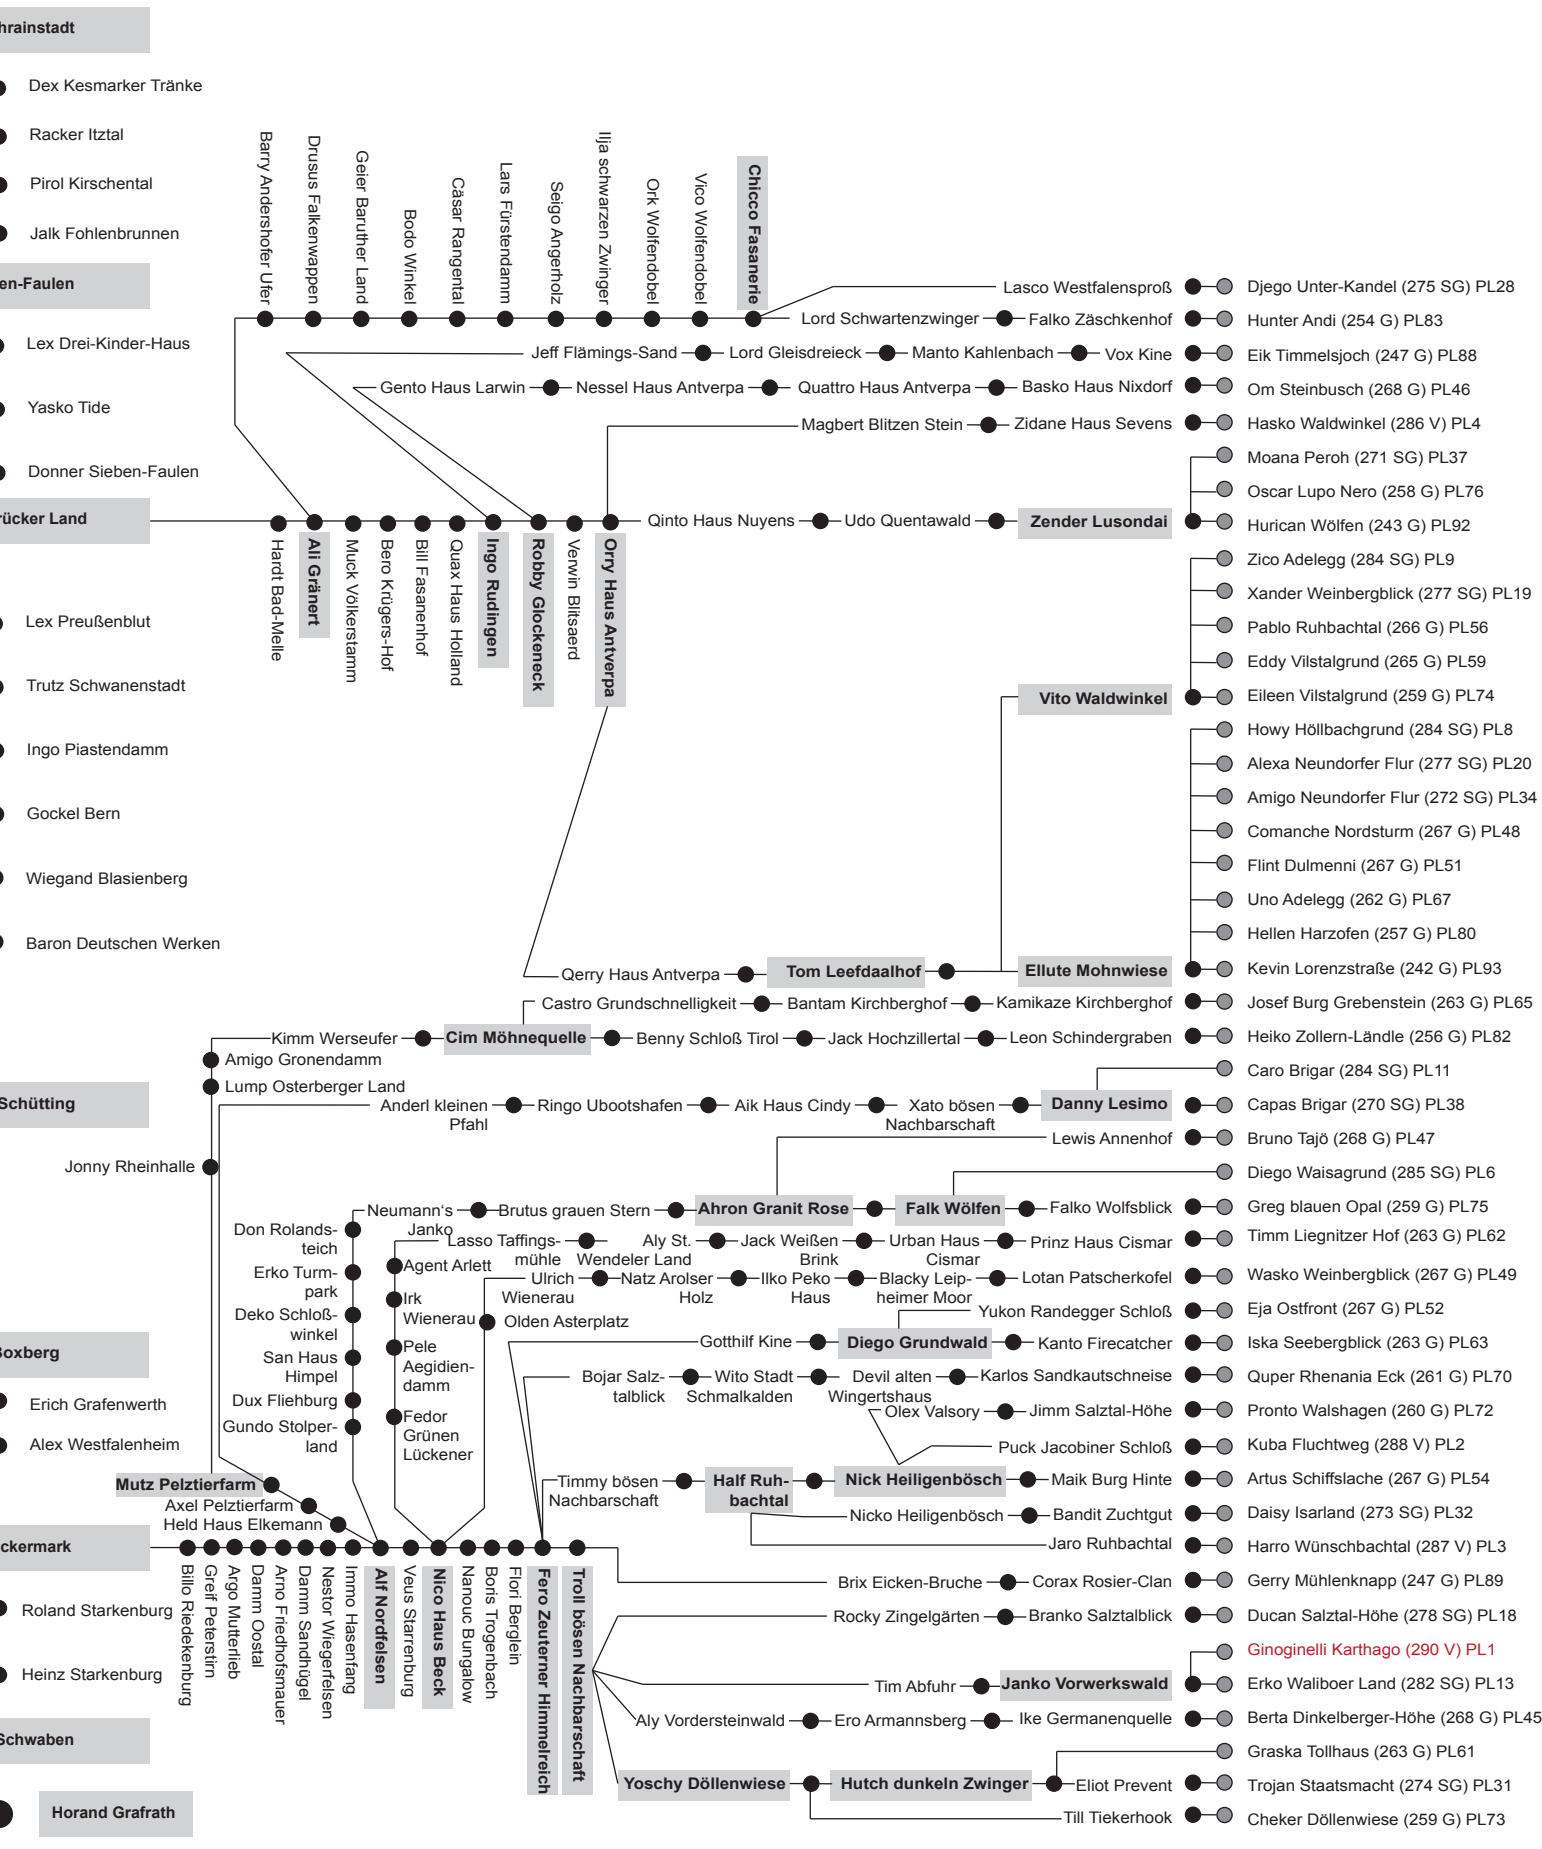 hrainstadt
Dex Kesmarker Tränke
Racker Itztal
Pirol Kirschental
Jalk Fohlenbrunnen
en-Faulen
Lex Drei-Kinder-Haus
Yasko Tide
Donner Sieben-Faulen
rücker Land
Lex Preußenblut
Trutz Schwanenstadt
Ingo Piastendamm
Gockel Bern
Wiegand Blasienberg
Baron Deutschen Werken
Schütting
Boxberg
Erich Grafenwerth
Alex Westfalenheim
ckermark
Roland Starkenburg
Heinz Starkenburg
Schwaben
Horand Grafrath
Barry Andershofer Ufer
Drusus Falkenwappen
Geier Baruther Land
Bodo Winkel
Cäsar Rangental
Lars Fürstendamm
Seigo Angerholz
Ilja schwarzen Zwinger
Ork Wolfendobel
Vico Wolfendobel
Chicco Fasanerie
Lasco Westfalensproß
Djego Unter-Kandel (275 SG) PL28
Lord Schwartenzwinger
Falko Zäschkenhof
Hunter Andi (254 G) PL83
Jeff Flämings-Sand
Lord Gleisdreieck
Manto Kahlenbach
Vox Kine
Eik Timmelsjoch (247 G) PL88
Gento Haus Larwin
Nessel Haus Antverpa
Quattro Haus Antverpa
Basko Haus Nixdorf
Om Steinbusch (268 G) PL46
Magbert Blitzen Stein
Zidane Haus Sevens
Hasko Waldwinkel (286 V) PL4
Moana Peroh (271 SG) PL37
Oscar Lupo Nero (258 G) PL76
Hardt Bad-Melle
Ali Gränert
Muck Völkerstamm
Bero Krügers-Hof
Bill Fasanenhof
Quax Haus Holland
Ingo Rudingen
Robby Glockeneck
Verwin Blitsaerd
Orry Haus Antverpa
Qinto Haus Nuyens
Udo Quentawald
Zender Lusondai
Hurican Wölfen (243 G) PL92
Zico Adelegg (284 SG) PL9
Xander Weinbergblick (277 SG) PL19
Pablo Ruhbachtal (266 G) PL56
Eddy Vilstalgrund (265 G) PL59
Vito Waldwinkel
Eileen Vilstalgrund (259 G) PL74
Howy Höllbachgrund (284 SG) PL8
Alexa Neundorfer Flur (277 SG) PL20
Amigo Neundorfer Flur (272 SG) PL34
Comanche Nordsturm (267 G) PL48
Flint Dulmenni (267 G) PL51
Uno Adelegg (262 G) PL67
Hellen Harzofen (257 G) PL80
Qerry Haus Antverpa
Tom Leefdaalhof
Ellute Mohnwiese
Kevin Lorenzstraße (242 G) PL93
Castro Grundschnelligkeit
Bantam Kirchberghof
Kamikaze Kirchberghof
Josef Burg Grebenstein (263 G) PL65
Kimm Werseufer
Cim Möhnequelle
Benny Schloß Tirol
Jack Hochzillertal
Leon Schindergraben
Heiko Zollern-Ländle (256 G) PL82
Amigo Gronendamm
Lump Osterberger Land
Caro Brigar (284 SG) PL11
Anderl kleinen
Pfahl
Ringo Ubootshafen
Aik Haus Cindy
Xato bösen
Nachbarschaft
Danny Lesimo
Capas Brigar (270 SG) PL38
Lewis Annenhof
Bruno Tajö (268 G) PL47
Jonny Rheinhalle
Diego Waisagrund (285 SG) PL6
Neumann‘s
Janko
Brutus grauen Stern
Ahron Granit Rose
Falk Wölfen
Falko Wolfsblick
Greg blauen Opal (259 G) PL75
Don Rolands-
teich
Erko Turm-
park
Deko Schloß-
winkel
San Haus
Himpel
Dux Fliehburg
Gundo Stolper-
land
Lasso Taffings-
mühle
Aly St.
Wendeler Land
Jack Weißen
Brink
Urban Haus
Cismar
Prinz Haus Cismar
Timm Liegnitzer Hof (263 G) PL62
Agent Arlett
Irk
Wienerau
Pele
Aegidien-
damm
Fedor
Grünen
Lückener
Ulrich
Wienerau
Natz Arolser
Holz
Ilko Peko
Haus
Blacky Leip-
heimer Moor
Lotan Patscherkofel
Wasko Weinbergblick (267 G) PL49
Olden Asterplatz
Yukon Randegger Schloß
Eja Ostfront (267 G) PL52
Gotthilf Kine
Diego Grundwald
Kanto Firecatcher
Iska Seebergblick (263 G) PL63
Bojar Salz-
talblick
Wito Stadt
Schmalkalden
Devil alten
Wingertshaus
Karlos Sandkautschneise
Quper Rhenania Eck (261 G) PL70
Olex Valsory
Jimm Salztal-Höhe
Pronto Walshagen (260 G) PL72
Puck Jacobiner Schloß
Kuba Fluchtweg (288 V) PL2
Mutz Pelztierfarm
Axel Pelztierfarm
Held Haus Elkemann
Timmy bösen
Nachbarschaft
Half Ruh-
bachtal
Nick Heiligenbösch
Maik Burg Hinte
Artus Schiffslache (267 G) PL54
Nicko Heiligenbösch
Bandit Zuchtgut
Daisy Isarland (273 SG) PL32
Jaro Ruhbachtal
Harro Wünschbachtal (287 V) PL3
Billo Riedekenburg
Greif Peterstirn
Argo Mutterlieb
Damm Oostal
Arno Friedhofsmauer
Damm Sandhügel
Nestor Wiegerfelsen
Immo Hasenfang
Alf Nordfelsen
Veus Starrenburg
Nico Haus Beck
Nanouc Bungalow
Boris Trogenbach
Flori Berglein
Fero Zeuterner Himmelreich
Troll bösen Nachbarschaft
Brix Eicken-Bruche
Corax Rosier-Clan
Gerry Mühlenknapp (247 G) PL89
Rocky Zingelgärten
Branko Salztalblick
Ducan Salztal-Höhe (278 SG) PL18
Ginoginelli Karthago (290 V) PL1
Tim Abfuhr
Janko Vorwerkswald
Erko Waliboer Land (282 SG) PL13
Aly Vordersteinwald
Ero Armannsberg
Ike Germanenquelle
Berta Dinkelberger-Höhe (268 G) PL45
Graska Tollhaus (263 G) PL61
Yoschy Döllenwiese
Hutch dunkeln Zwinger
Eliot Prevent
Trojan Staatsmacht (274 SG) PL31
Till Tiekerhook
Cheker Döllenwiese (259 G) PL73